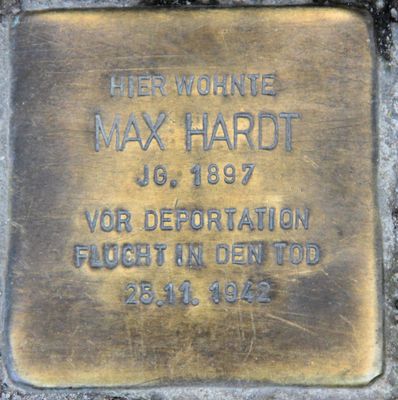 HIER WOHNTE
MAX HARDT
JG. 1897
VOR DEPORTATION
FLUCHT IN DEN TOD
25.11. 1942